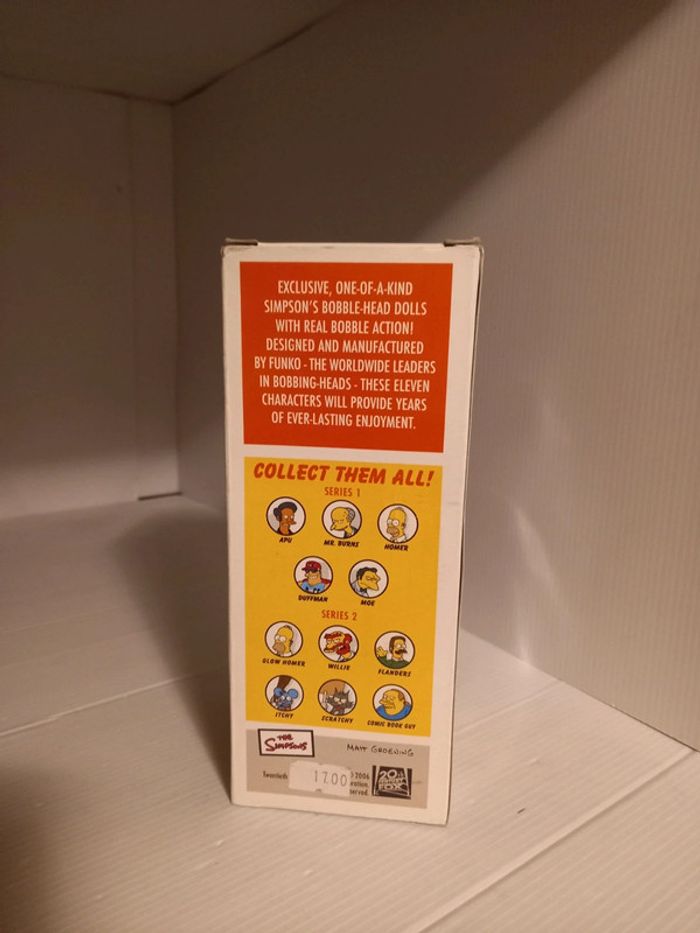 EXCLUSIVE, ONE-OF-A-KIND
SIMPSON'S BOBBLE-HEAD DOLLS
WITH REAL BOBBLE ACTION!
DESIGNED AND MANUFACTURED
BY FUNKO - THE WORLDWIDE LEADERS
IN BOBBING-HEADS - THESE ELEVEN
CHARACTERS WILL PROVIDE YEARS
OF EVER-LASTING ENJOYMENT.
COLLECT THEM ALL!
SERIES 1
APU MR. BURNS HOMER
DUFFMAN MOE
SERIES 2
GLOW HOMER WILLIE FLANDERS
ITCHY SCRATCHY COMIC BOOK GUY
THE SIMPSONS MATT GROENING
Twentieth 17.00 2006
20th CENTURY FOX